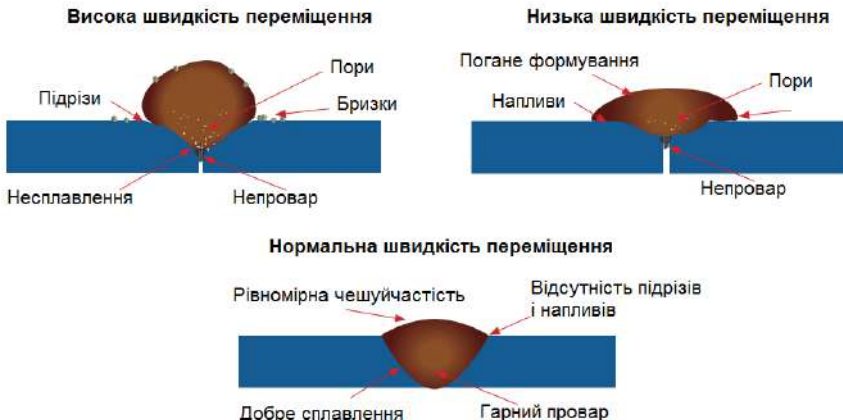 Висока швидкість переміщення
Пори
Підрізи
Бризки
Несплавлення
Непровар
Низька швидкість переміщення
Погане формування
Пори
Напливи
Непровар
Нормальна швидкість переміщення
Рівномірна чешуйчастість
Відсутність підрізів
і напливів
Добре сплавлення
Гарний провар